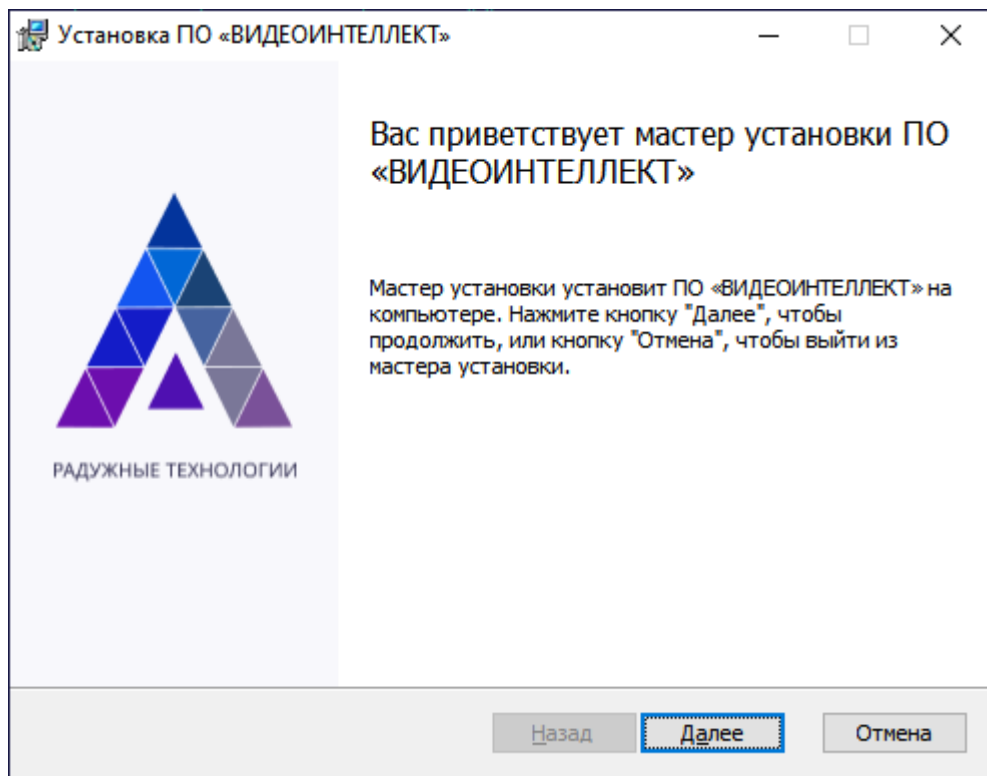 Установка ПО «ВИДЕОИНТЕЛЛЕКТ»
Вас приветствует мастер установки ПО
«ВИДЕОИНТЕЛЛЕКТ»
Мастер установки установит ПО «ВИДЕОИНТЕЛЛЕКТ» на
компьютере. Нажмите кнопку "Далее", чтобы
продолжить, или кнопку "Отмена", чтобы выйти из
мастера установки.
РАДУЖНЫЕ ТЕХНОЛОГИИ
Назад
Далее
Отмена